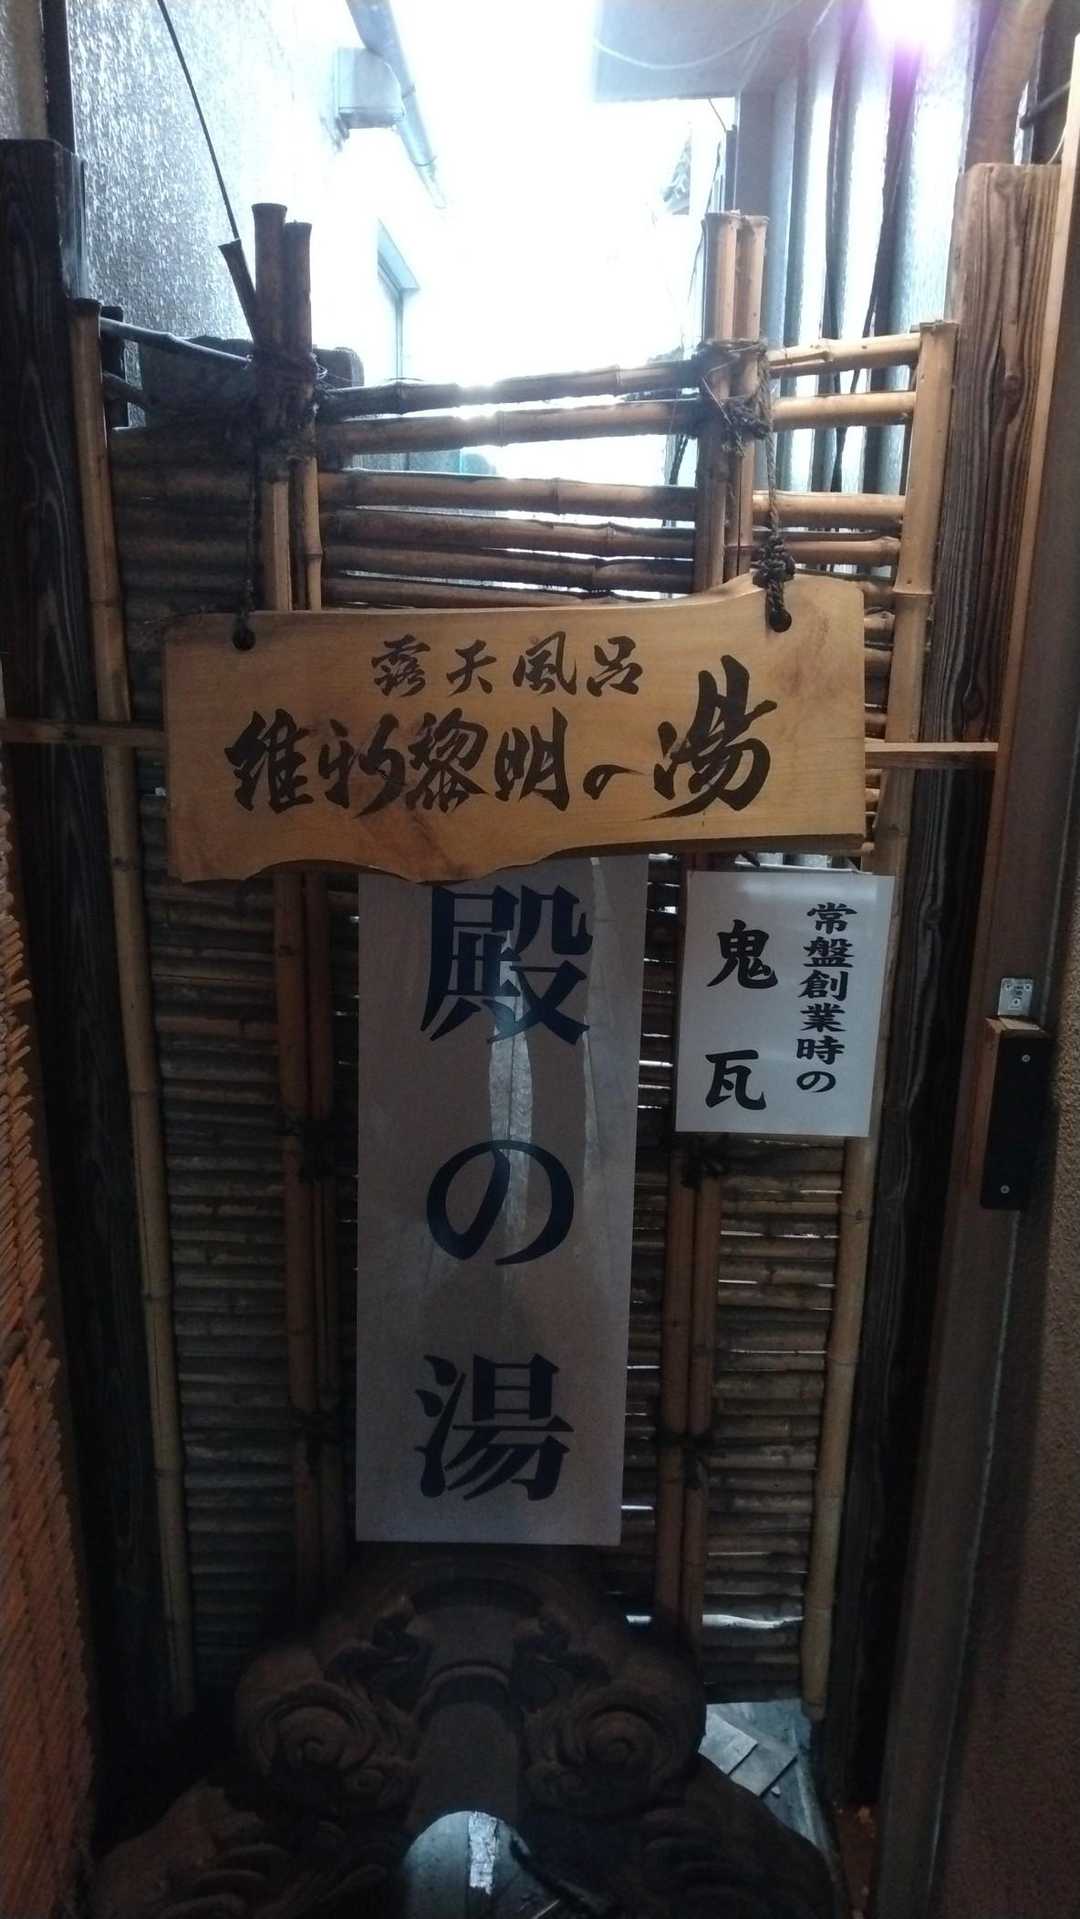 露天風呂
維新黎明の湯
殿の湯
常盤創業時の
鬼瓦